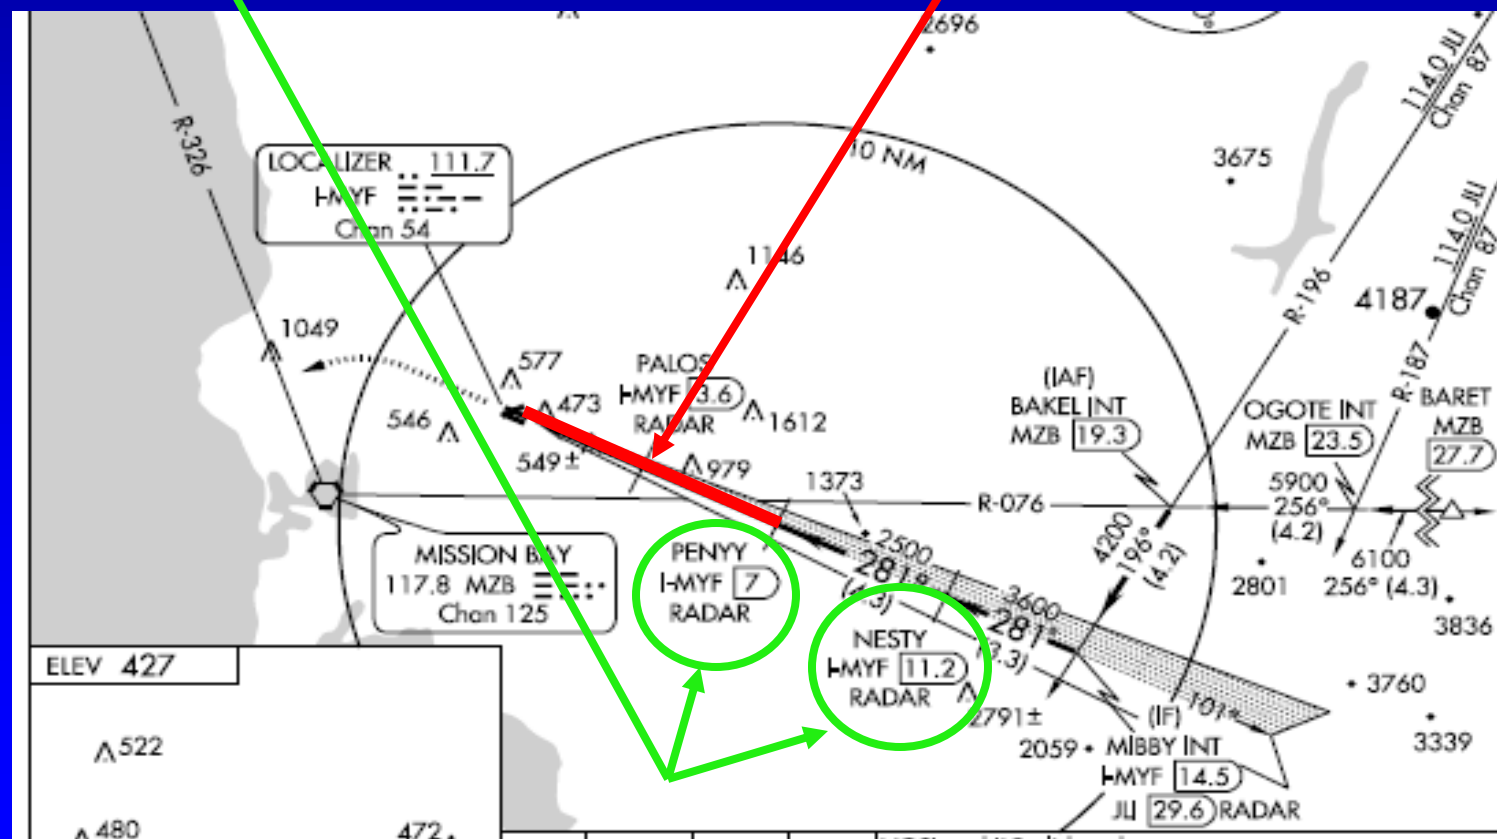 2696
114.0 JLI
Chan 87
R-326
LOCALIZER 111.7
I-MYF
Chan 54
10 NM
3675
114.0 JLI
Chan 87
1146
R-196
4187
1049
577
PALOS
I-MYF 3.6
RADAR
473
546
1612
549±
979
(IAF)
BAKEL INT
MZB 19.3
OGOTE INT
MZB 23.5
R-187
BARET
MZB
27.7
1373
R-076
5900
256°
(4.2)
6100
256° (4.3)
4200
196°
(4.2)
2801
3836
MISSION BAY
117.8 MZB
Chan 125
PENYY
I-MYF 7
RADAR
2500
281°
3600
281°
(3.3)
NESTY
I-MYF 11.2
RADAR
2791±
101°
3760
3339
2059
(IF)
MIBBY INT
I-MYF 14.5
JLI 29.6 RADAR
ELEV 427
522
480
472